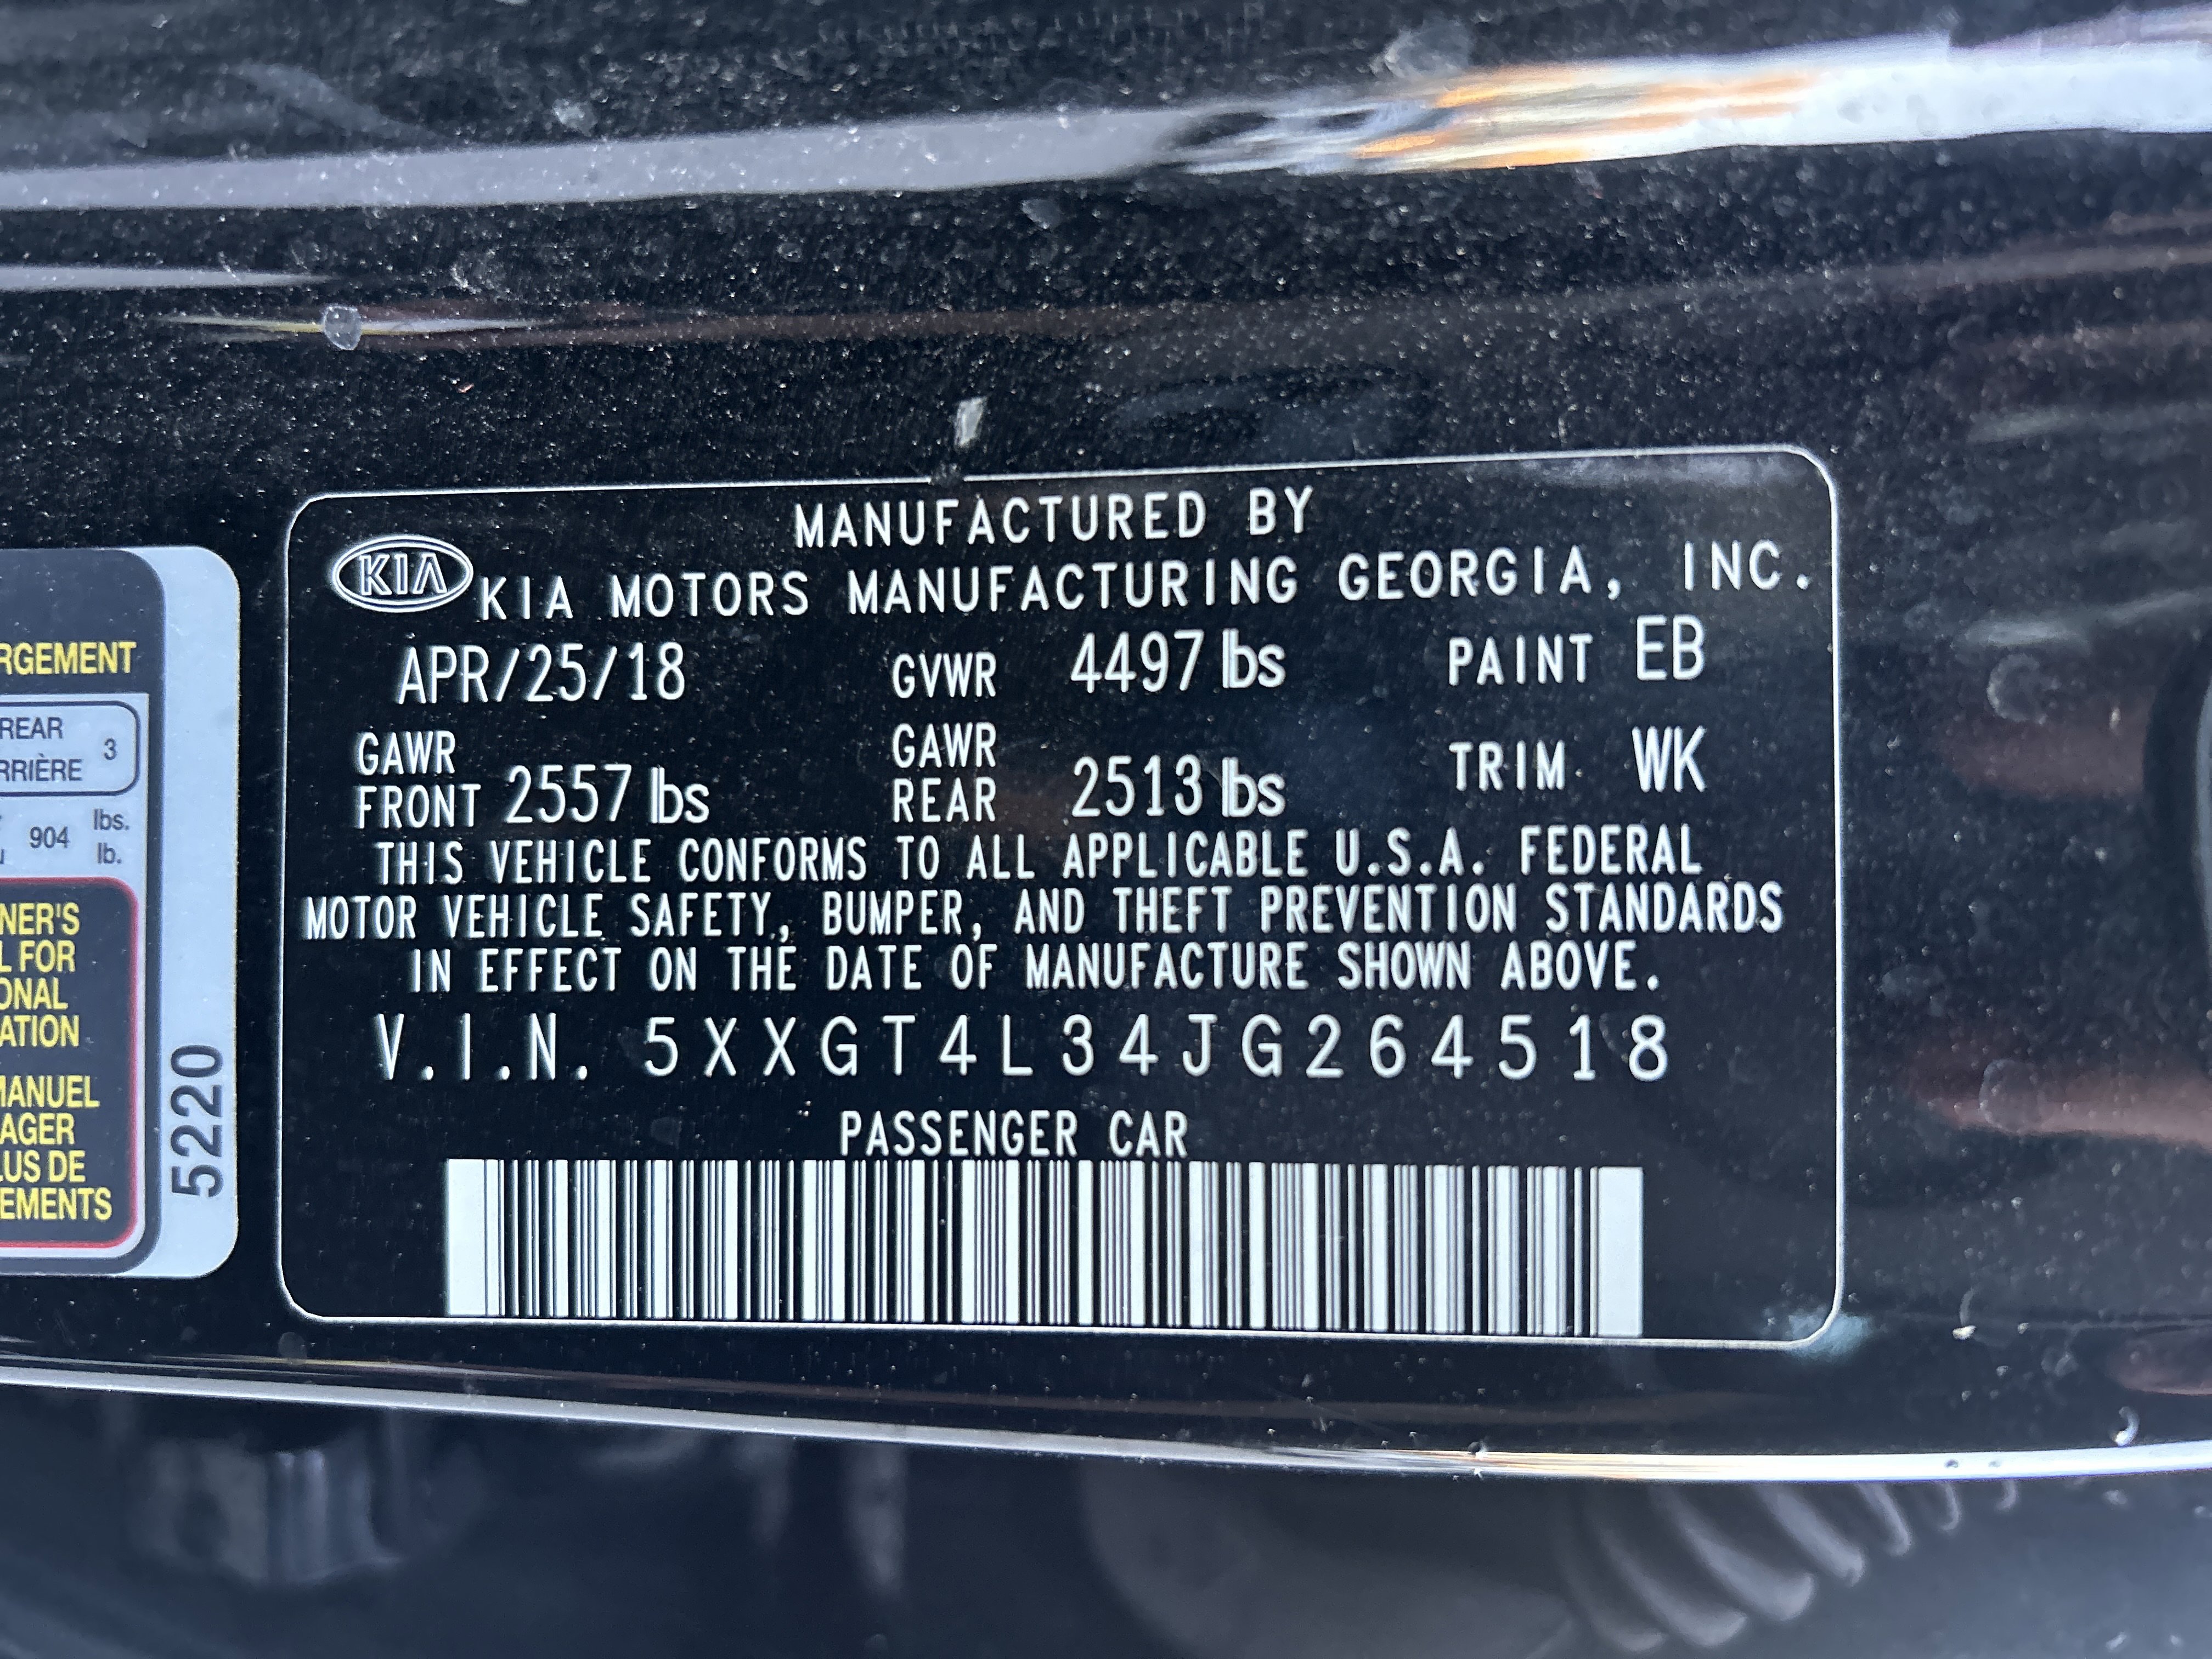 RGEMENT
REAR
RRIÈRE 3
904 lbs.
lb.
NER'S
L FOR
ONAL
ATION
MANUEL
AGER
LUS DE
EMENTS
5220
MANUFACTURED BY
KIA KIA MOTORS MANUFACTURING GEORGIA, INC.
APR/25/18 GVWR 4497 lbs PAINT EB
GAWR FRONT 2557 lbs GAWR REAR 2513 lbs TRIM WK
THIS VEHICLE CONFORMS TO ALL APPLICABLE U.S.A. FEDERAL
MOTOR VEHICLE SAFETY, BUMPER, AND THEFT PREVENTION STANDARDS
IN EFFECT ON THE DATE OF MANUFACTURE SHOWN ABOVE.
V.I.N. 5XXGT4L34JG264518
PASSENGER CAR